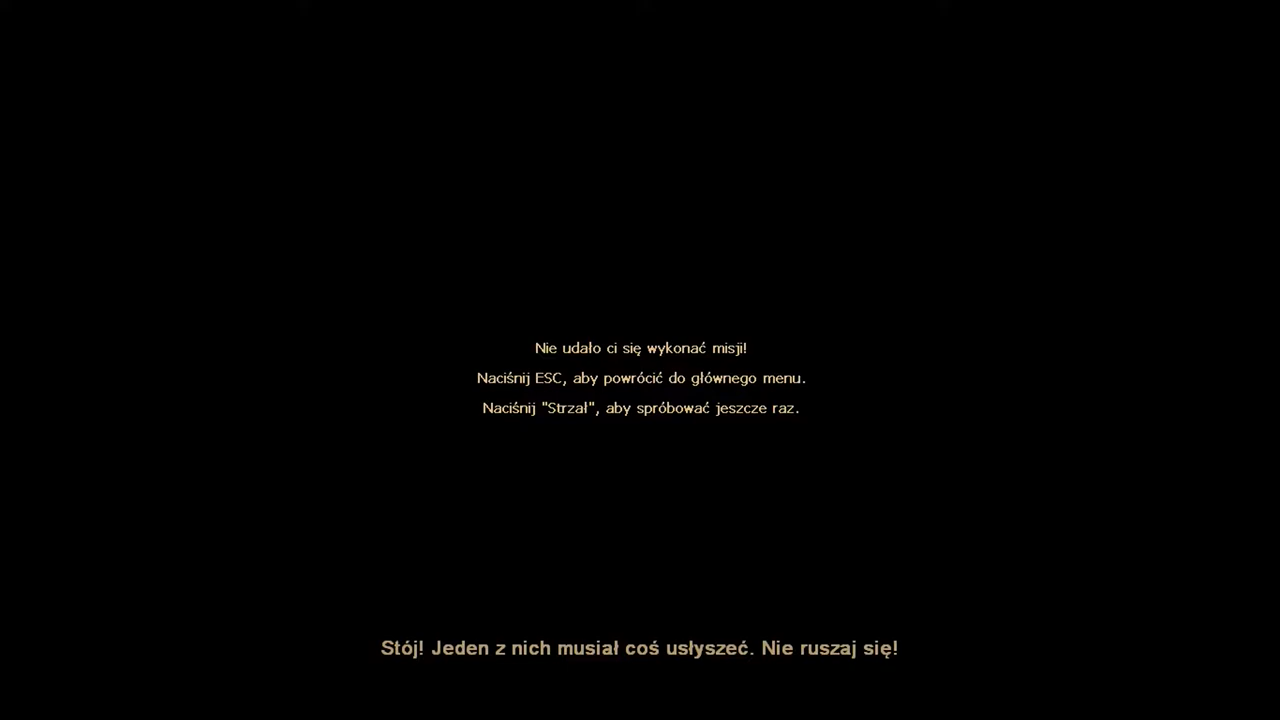 Nie udało ci się wykonać misji!
Naciśnij ESC, aby powrócić do głównego menu.
Naciśnij "Strzał", aby spróbować jeszcze raz.
Stój! Jeden z nich musiał coś usłyszeć. Nie ruszaj się!